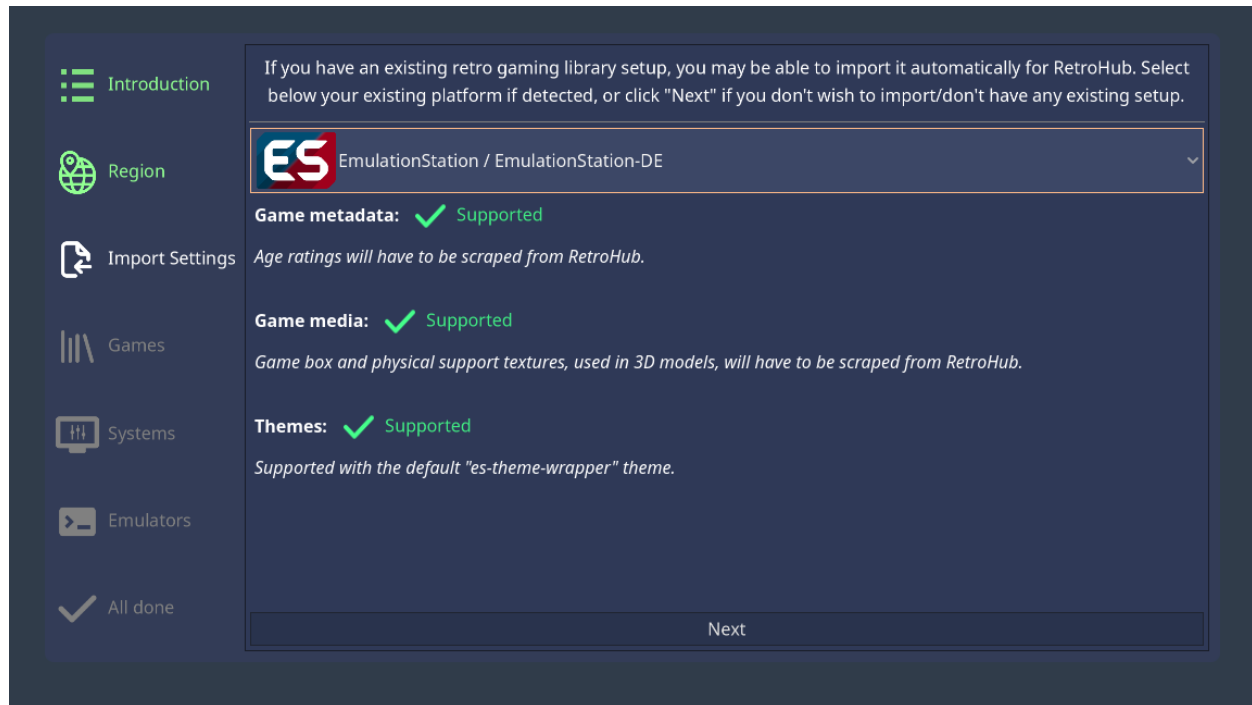 Introduction
Region
Import Settings
Games
Systems
Emulators
All done
If you have an existing retro gaming library setup, you may be able to import it automatically for RetroHub. Select
below your existing platform if detected, or click "Next" if you don't wish to import/don't have any existing setup.
ES EmulationStation / EmulationStation-DE
Game metadata: Supported
Age ratings will have to be scraped from RetroHub.
Game media: Supported
Game box and physical support textures, used in 3D models, will have to be scraped from RetroHub.
Themes: Supported
Supported with the default "es-theme-wrapper" theme.
Next